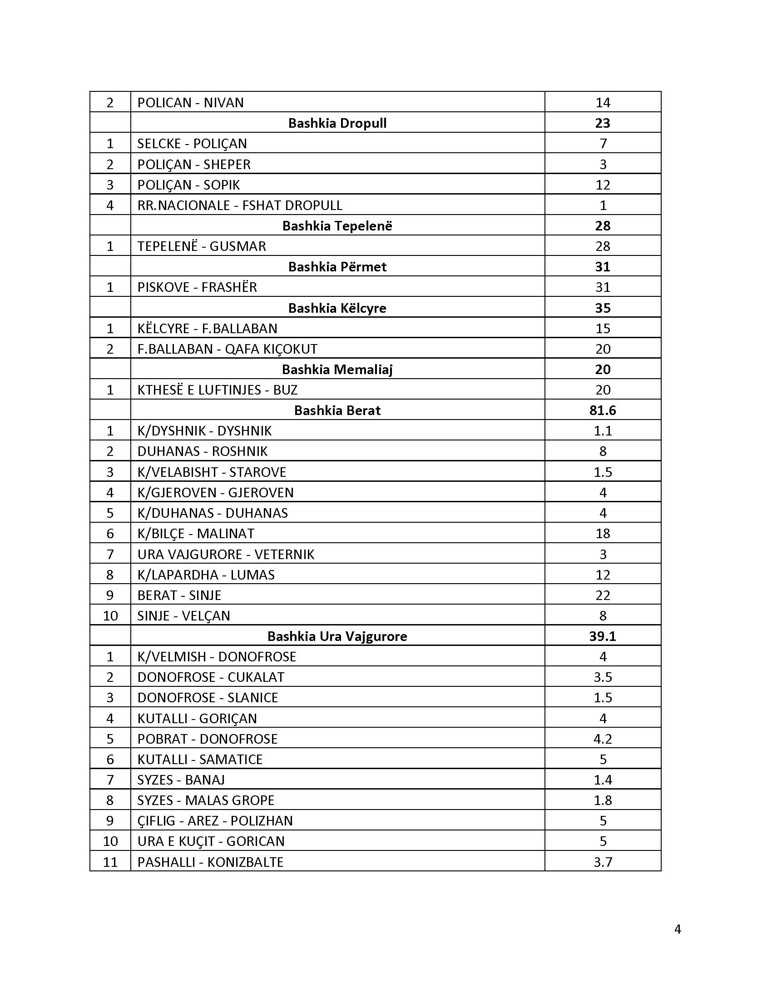 2 POLICAN - NIVAN 14
Bashkia Dropull 23
1 SELCKE - POLIÇAN 7
2 POLIÇAN - SHEPER 3
3 POLIÇAN - SOPIK 12
4 RR.NACIONALE - FSHAT DROPULL 1
Bashkia Tepelenë 28
1 TEPELENË - GUSMAR 28
Bashkia Përmet 31
1 PISKOVE - FRASHËR 31
Bashkia Këlcyre 35
1 KËLCYRE - F.BALLABAN 15
2 F.BALLABAN - QAFA KIÇOKUT 20
Bashkia Memaliaj 20
1 KTHESË E LUFTINJES - BUZ 20
Bashkia Berat 81.6
1 K/DYSHNIK - DYSHNIK 1.1
2 DUHANAS - ROSHNIK 8
3 K/VELABISHT - STAROVE 1.5
4 K/GJEROVEN - GJEROVEN 4
5 K/DUHANAS - DUHANAS 4
6 K/BILÇE - MALINAT 18
7 URA VAJGURORE - VETERNIK 3
8 K/LAPARDHA - LUMAS 12
9 BERAT - SINJE 22
10 SINJE - VELÇAN 8
Bashkia Ura Vajgurore 39.1
1 K/VELMISH - DONOFROSE 4
2 DONOFROSE - CUKALAT 3.5
3 DONOFROSE - SLANICE 1.5
4 KUTALLI - GORIÇAN 4
5 POBRAT - DONOFROSE 4.2
6 KUTALLI - SAMATICE 5
7 SYZES - BANAJ 1.4
8 SYZES - MALAS GROPE 1.8
9 ÇIFLIG - AREZ - POLIZHAN 5
10 URA E KUÇIT - GORICAN 5
11 PASHALLI - KONIZBALTE 3.7
4